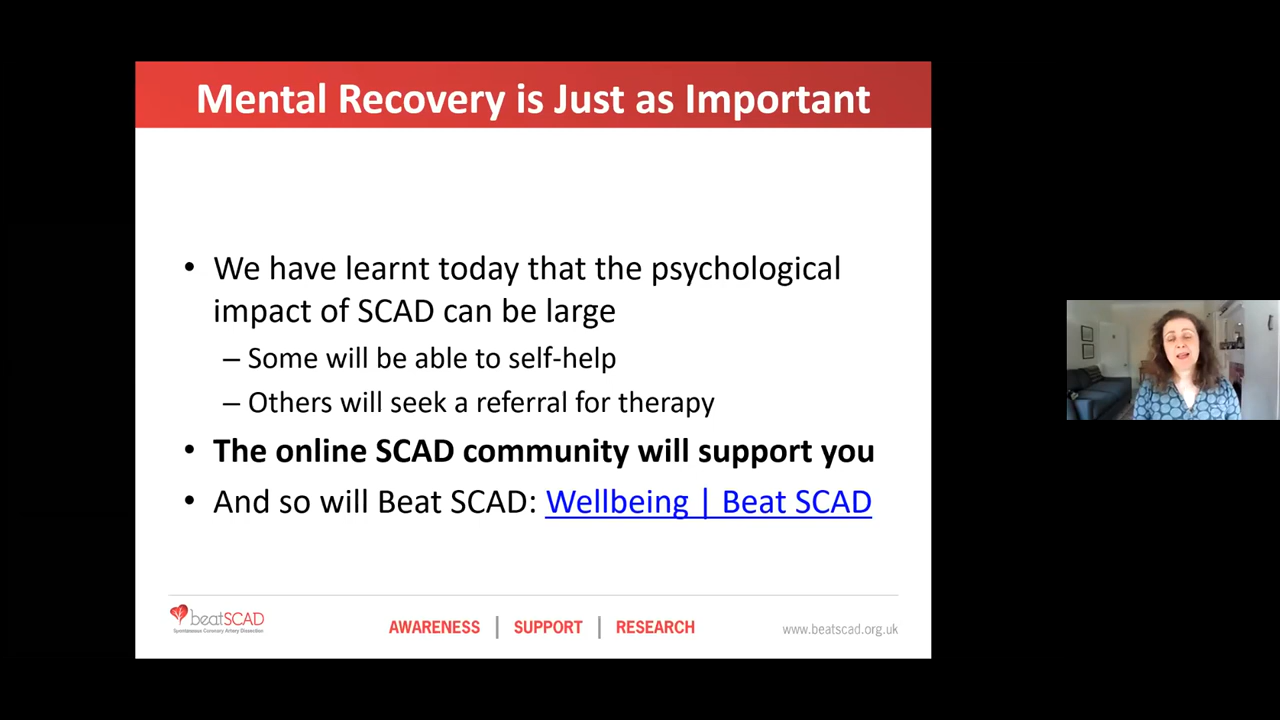 Mental Recovery is Just as Important
• We have learnt today that the psychological
impact of SCAD can be large
– Some will be able to self-help
– Others will seek a referral for therapy
• The online SCAD community will support you
• And so will Beat SCAD: Wellbeing | Beat SCAD
beatSCAD
Spontaneous Coronary Artery Dissection
AWARENESS | SUPPORT | RESEARCH
www.beatscad.org.uk